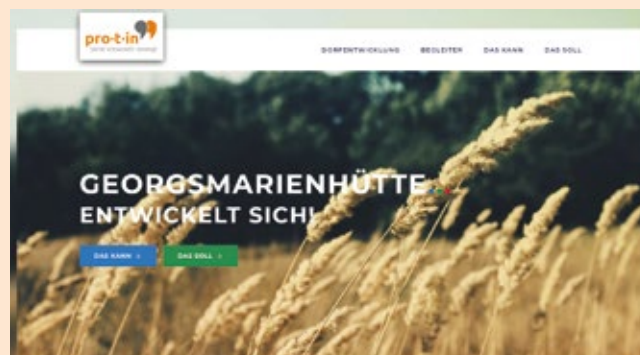 pro-t-in
DORFENTWICKLUNG BEGLEITER DAS KANN DAS SOLL
GEORGSMARIENHÜTTE
ENTWICKELT SICH!
DAS KANN DAS SOLL